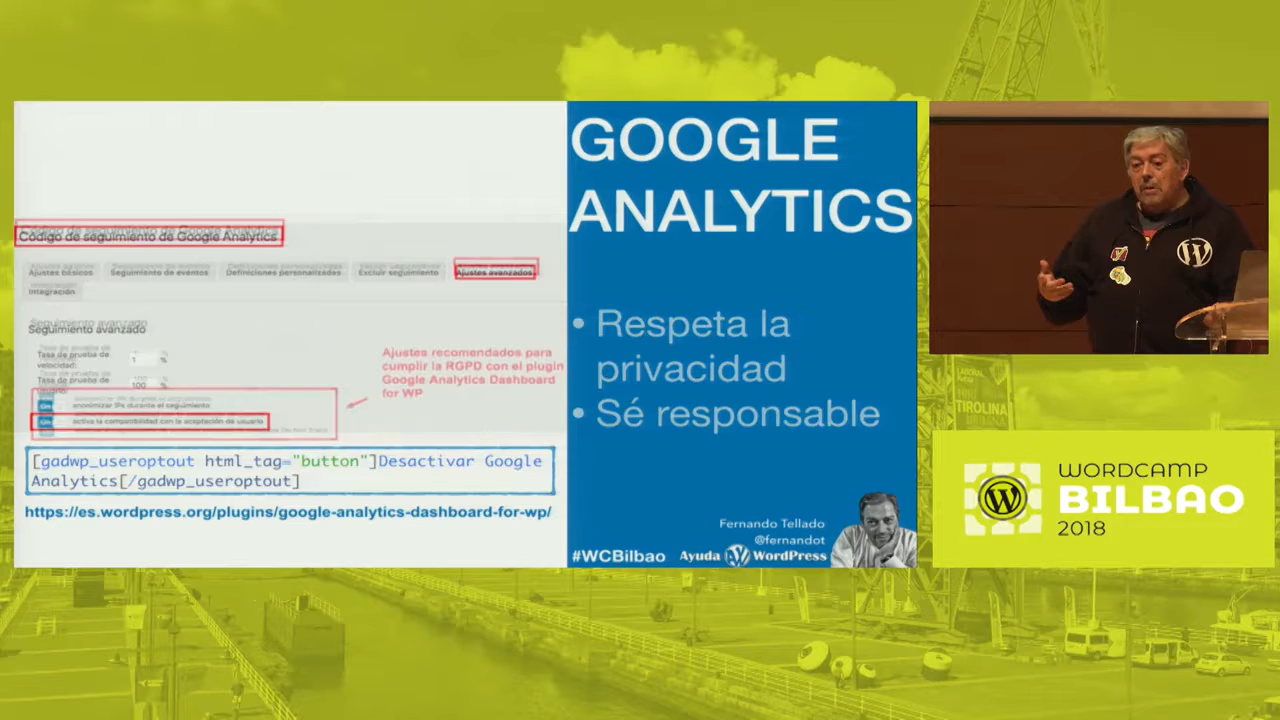 Código de seguimiento de Google Analytics
Ajustes básicos
Seguimiento de eventos
Definiciones personalizadas
Excluir seguimiento
Ajustes avanzados
Integración
Seguimiento avanzado
Tasa de prueba de
velocidad:
1 %
Tasa de prueba de
usuario:
100 %
anonimizar IPs durante el seguimiento
activa la compatibilidad con la aceptación de usuario
Ajustes recomendados para
cumplir la RGPD con el plugin
Google Analytics Dashboard
for WP
[gadwp_useroptout html_tag="button"]Desactivar Google
Analytics[/gadwp_useroptout]
https://es.wordpress.org/plugins/google-analytics-dashboard-for-wp/
GOOGLE
ANALYTICS
• Respeta la
privacidad
• Sé responsable
Fernando Tellado
@fernandot
#WCBilbao Ayuda WordPress
WORDCAMP
BILBAO
2018
TIROLINA